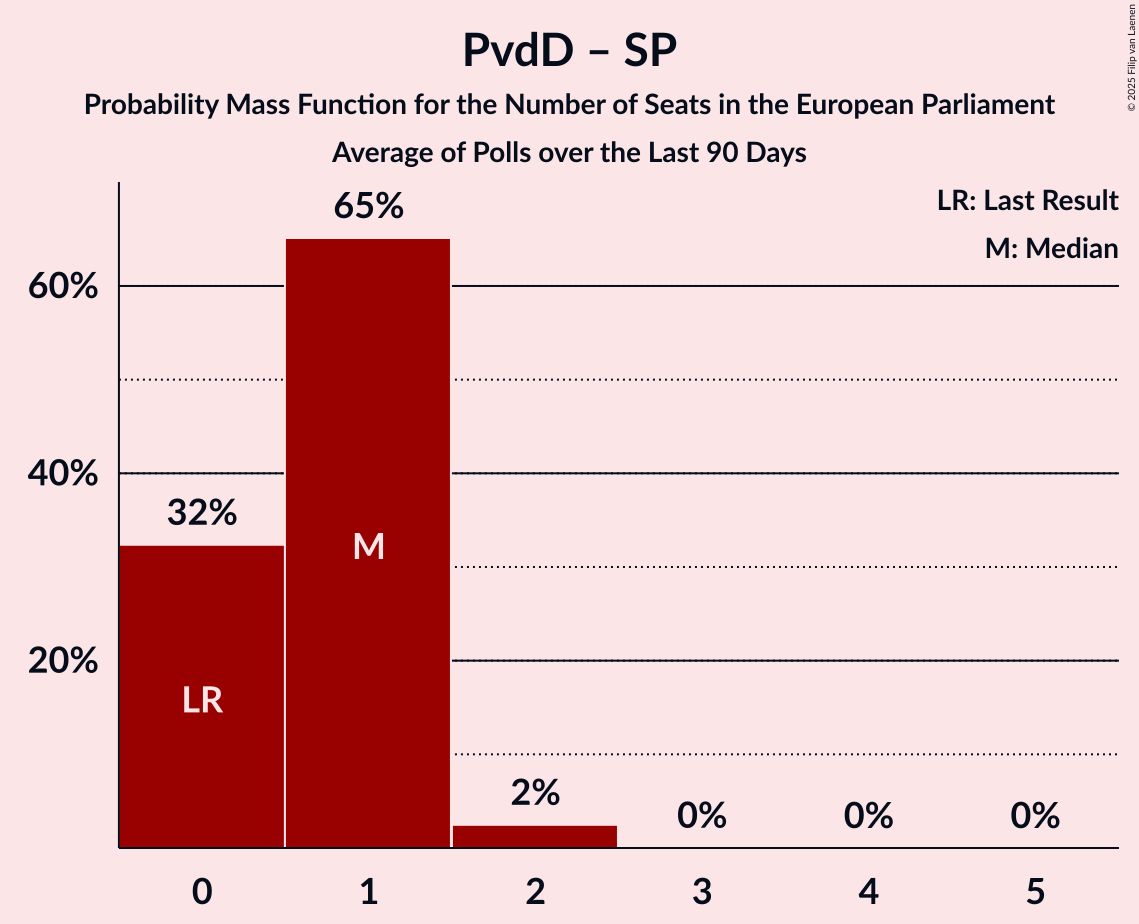 PvdD – SP
Probability Mass Function for the Number of Seats in the European Parliament
Average of Polls over the Last 90 Days
© 2025 Filip van Laenen
LR: Last Result
M: Median
60%
40%
20%
32%
65%
2%
0%
0%
0%
LR
M
0
1
2
3
4
5